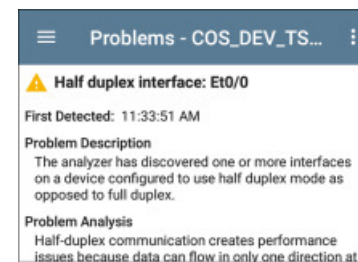 Problems - COS_DEV_TS...
Half duplex interface: Et0/0
First Detected: 11:33:51 AM
Problem Description
The analyzer has discovered one or more interfaces
on a device configured to use half duplex mode as
opposed to full duplex.
Problem Analysis
Half-duplex communication creates performance
issues because data can flow in only one direction at